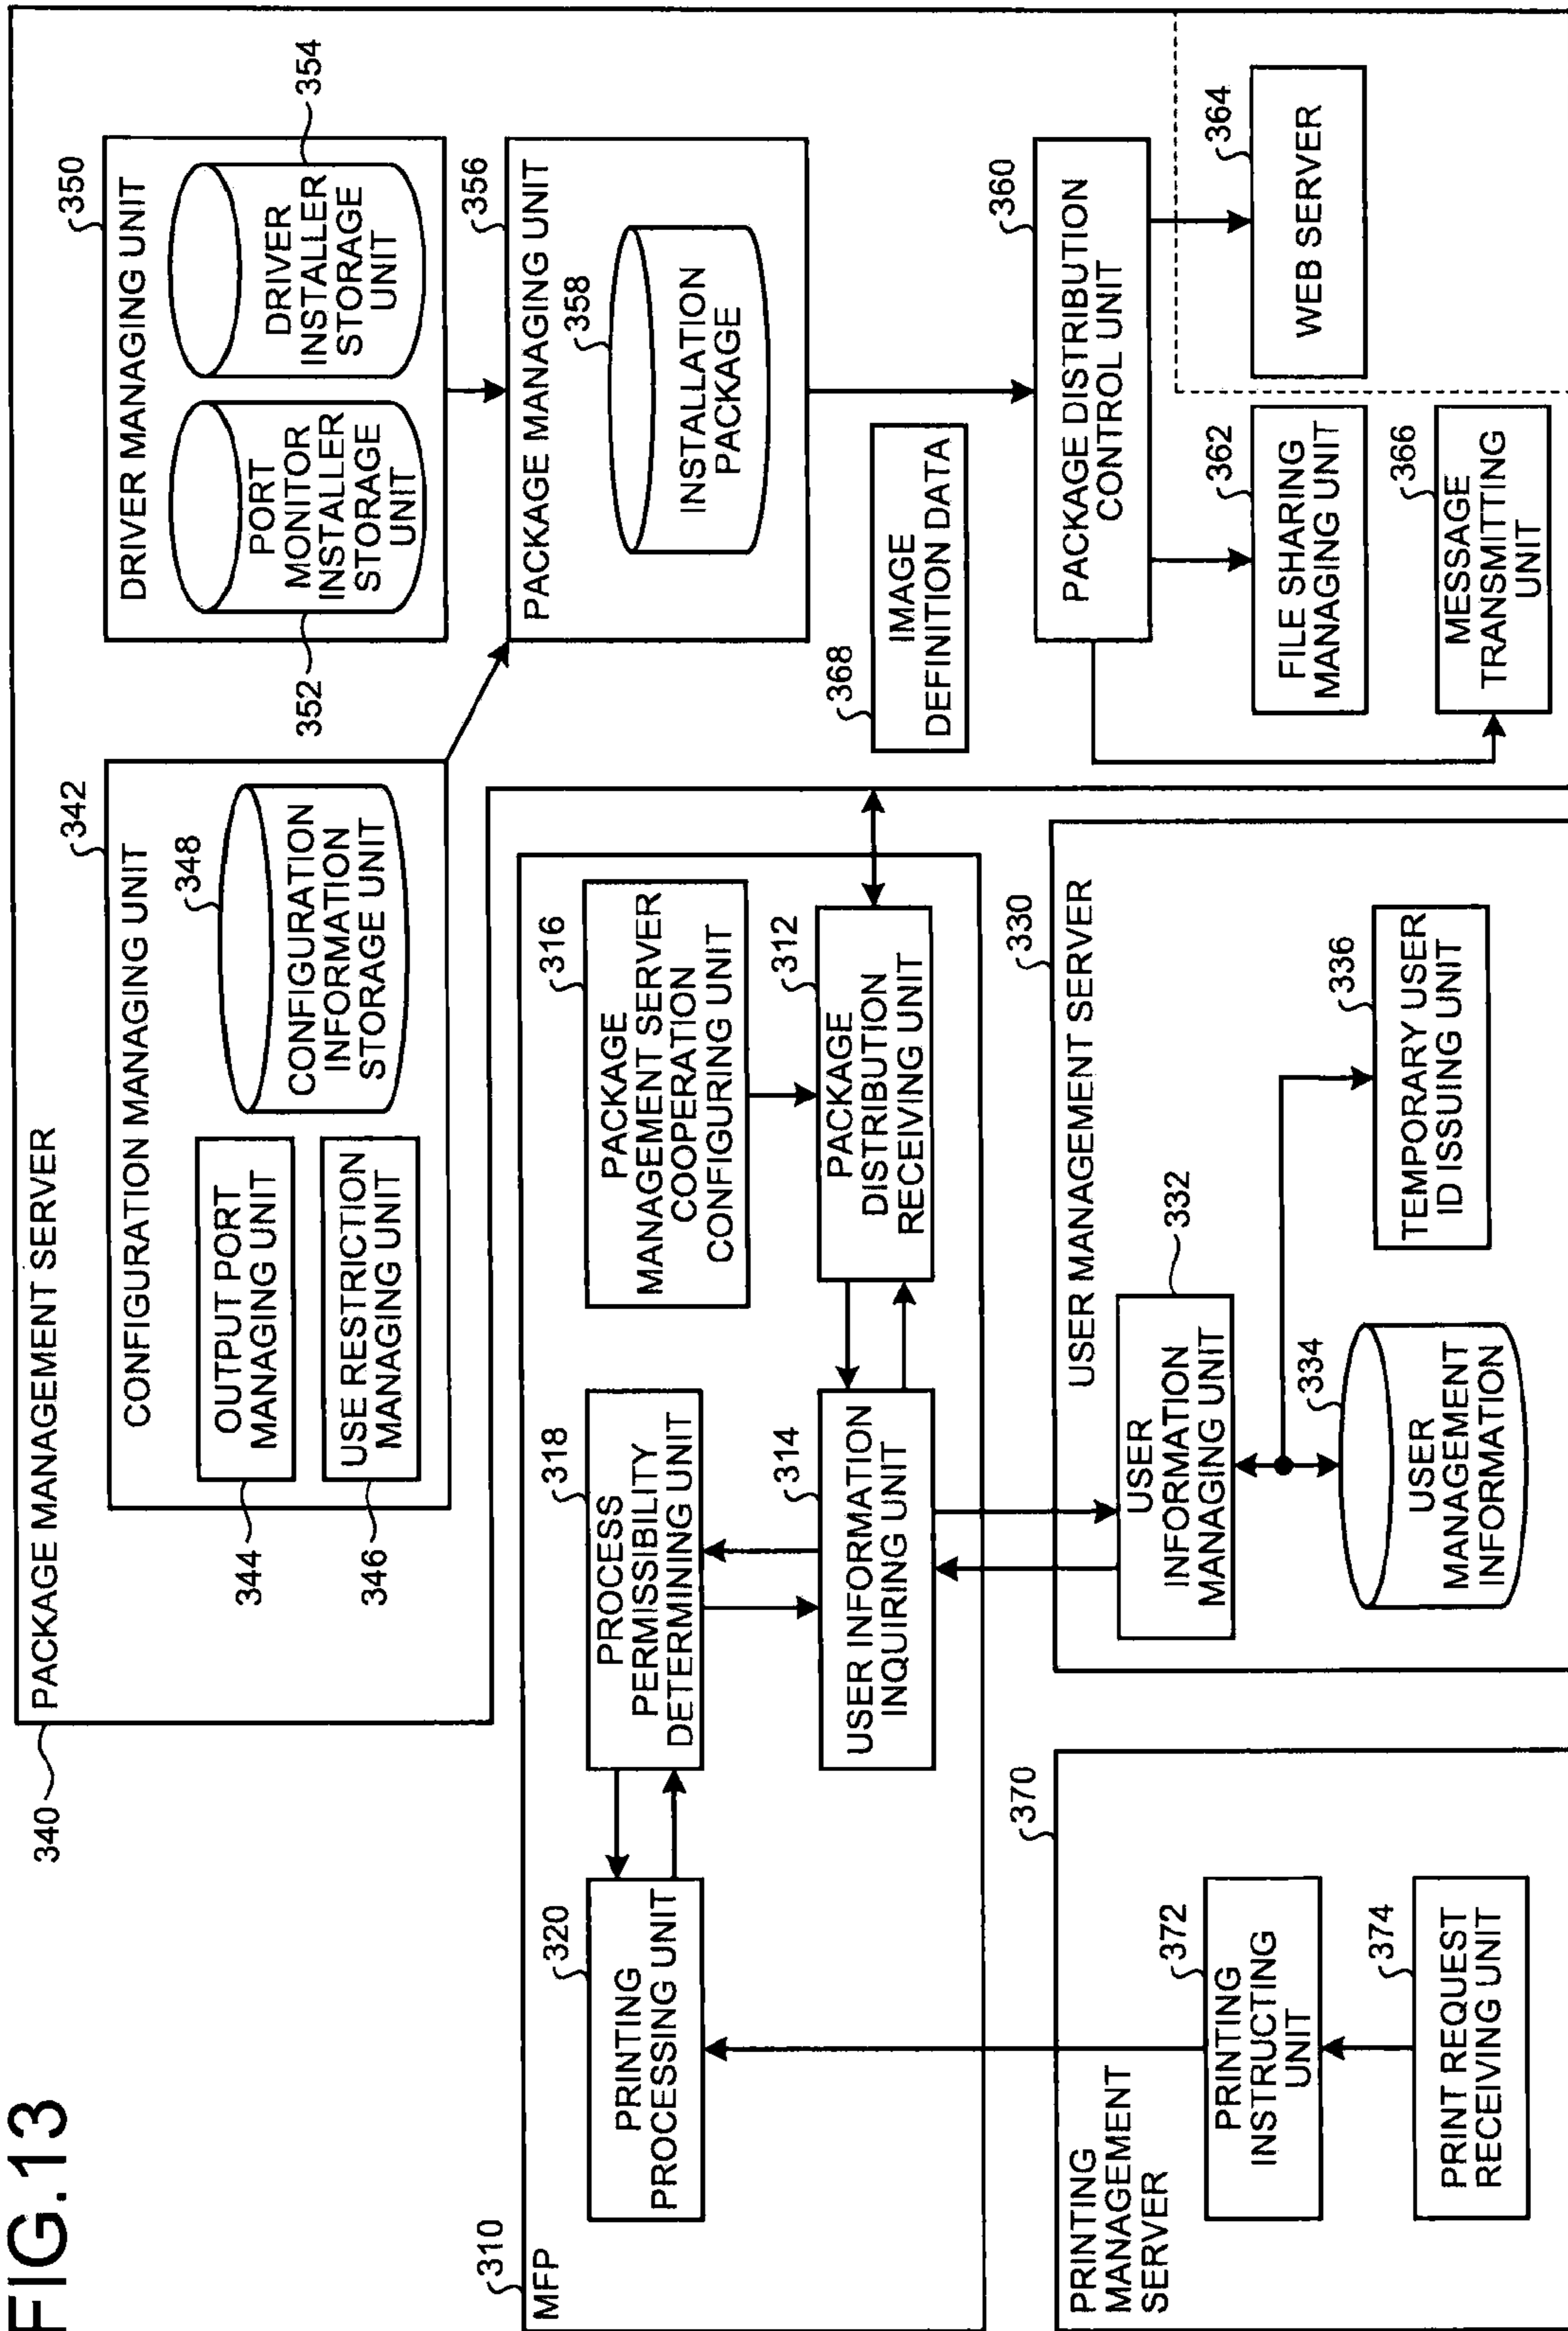 FIG.13
340
PACKAGE MANAGEMENT SERVER
342
CONFIGURATION MANAGING UNIT
344
OUTPUT PORT
MANAGING UNIT
346
USE RESTRICTION
MANAGING UNIT
348
CONFIGURATION
INFORMATION
STORAGE UNIT
350
DRIVER MANAGING UNIT
352
PORT
MONITOR
INSTALLER
STORAGE
UNIT
354
DRIVER
INSTALLER
STORAGE
UNIT
356
PACKAGE MANAGING UNIT
358
INSTALLATION
PACKAGE
368
IMAGE
DEFINITION DATA
360
PACKAGE DISTRIBUTION
CONTROL UNIT
362
FILE SHARING
MANAGING UNIT
364
WEB SERVER
366
MESSAGE
TRANSMITTING
UNIT
310
MFP
320
PRINTING
PROCESSING UNIT
318
PROCESS
PERMISSIBILITY
DETERMINING UNIT
316
PACKAGE
MANAGEMENT SERVER
COOPERATION
CONFIGURING UNIT
314
USER INFORMATION
INQUIRING UNIT
312
PACKAGE
DISTRIBUTION
RECEIVING UNIT
370
PRINTING
MANAGEMENT
SERVER
372
PRINTING
INSTRUCTING
UNIT
374
PRINT REQUEST
RECEIVING UNIT
330
USER MANAGEMENT SERVER
332
USER
INFORMATION
MANAGING UNIT
334
USER
MANAGEMENT
INFORMATION
336
TEMPORARY USER
ID ISSUING UNIT